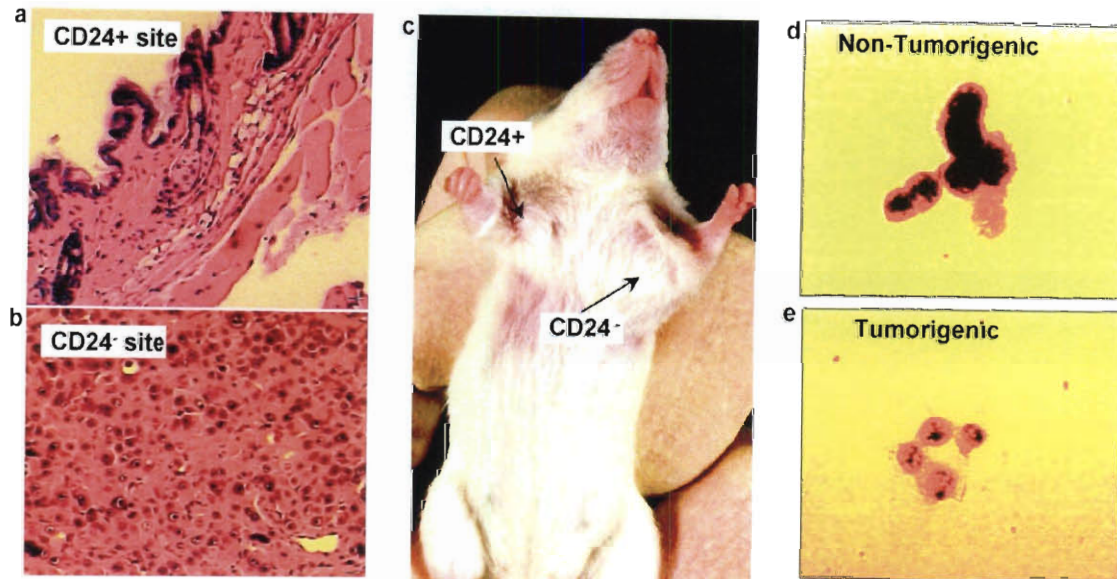 a
CD24+ site
b
CD24- site
c
CD24+
CD24-
d
Non-Tumorigenic
e
Tumorigenic